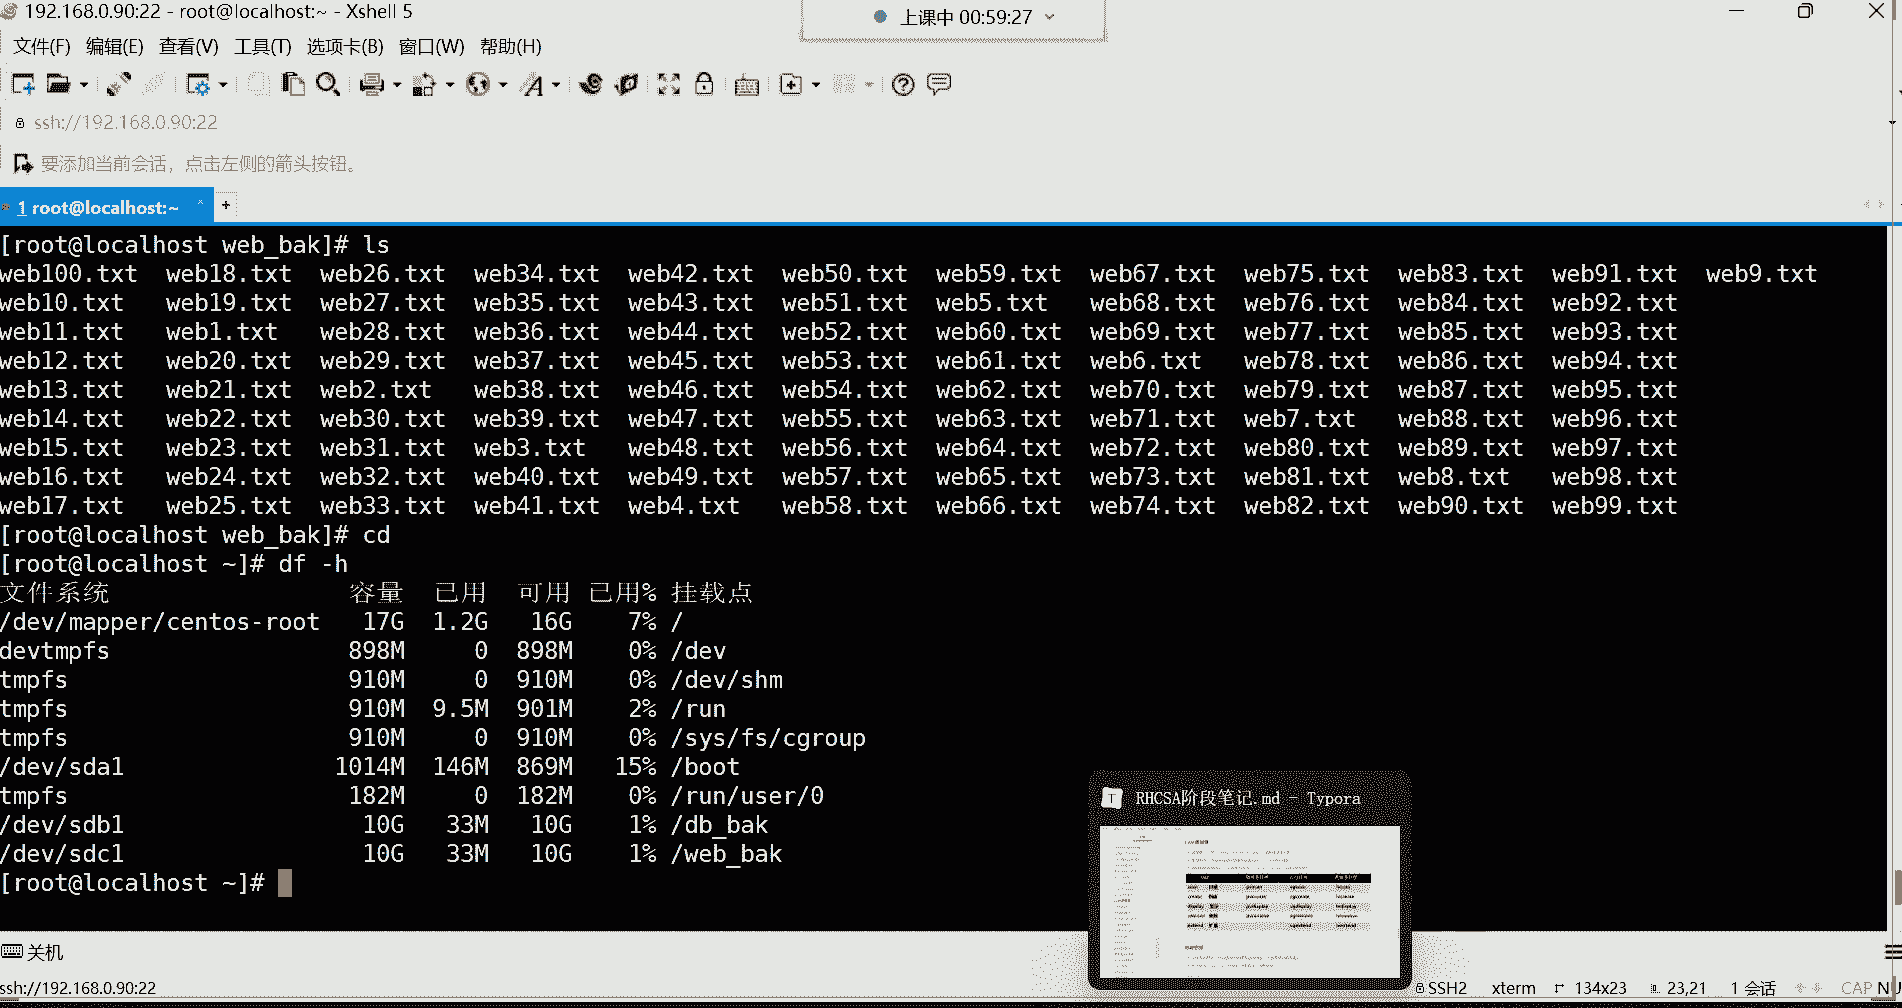 192.168.0.90:22 - root@localhost:~ - Xshell 5
上课中 00:59:27
文件(F) 编辑(E) 查看(V) 工具(T) 选项卡(B) 窗口(W) 帮助(H)
ssh://192.168.0.90:22
要添加当前会话，点击左侧的箭头按钮。
1 root@localhost:~
[root@localhost web_bak]# ls
web100.txt web18.txt web26.txt web34.txt web42.txt web50.txt web59.txt web67.txt web75.txt web83.txt web91.txt web9.txt
web10.txt web19.txt web27.txt web35.txt web43.txt web51.txt web5.txt web68.txt web76.txt web84.txt web92.txt
web11.txt web1.txt web28.txt web36.txt web44.txt web52.txt web60.txt web69.txt web77.txt web85.txt web93.txt
web12.txt web20.txt web29.txt web37.txt web45.txt web53.txt web61.txt web6.txt web78.txt web86.txt web94.txt
web13.txt web21.txt web2.txt web38.txt web46.txt web54.txt web62.txt web70.txt web79.txt web87.txt web95.txt
web14.txt web22.txt web30.txt web39.txt web47.txt web55.txt web63.txt web71.txt web7.txt web88.txt web96.txt
web15.txt web23.txt web31.txt web3.txt web48.txt web56.txt web64.txt web72.txt web80.txt web89.txt web97.txt
web16.txt web24.txt web32.txt web40.txt web49.txt web57.txt web65.txt web73.txt web81.txt web8.txt web98.txt
web17.txt web25.txt web33.txt web41.txt web4.txt web58.txt web66.txt web74.txt web82.txt web90.txt web99.txt
[root@localhost web_bak]# cd
[root@localhost ~]# df -h
文件系统 容量 已用 可用 已用% 挂载点
/dev/mapper/centos-root 17G 1.2G 16G 7% /
devtmpfs 898M 0 898M 0% /dev
tmpfs 910M 0 910M 0% /dev/shm
tmpfs 910M 9.5M 901M 2% /run
tmpfs 910M 0 910M 0% /sys/fs/cgroup
/dev/sda1 1014M 146M 869M 15% /boot
tmpfs 182M 0 182M 0% /run/user/0
/dev/sdb1 10G 33M 10G 1% /db_bak
/dev/sdc1 10G 33M 10G 1% /web_bak
[root@localhost ~]#
RHCSA阶段笔记.md - Typora
关机
ssh://192.168.0.90:22 SSH2 xterm 134x23 23,21 1 会话 CAP